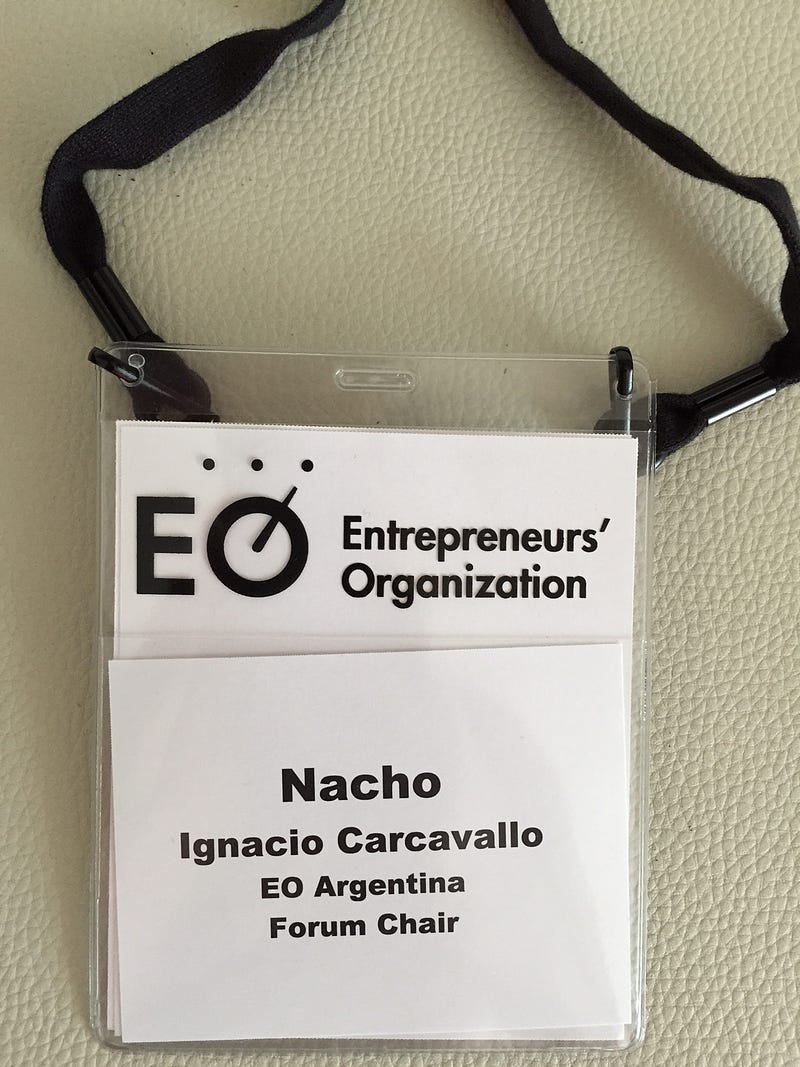 EO Entrepreneurs'
Organization
Nacho
Ignacio Carcavallo
EO Argentina
Forum Chair